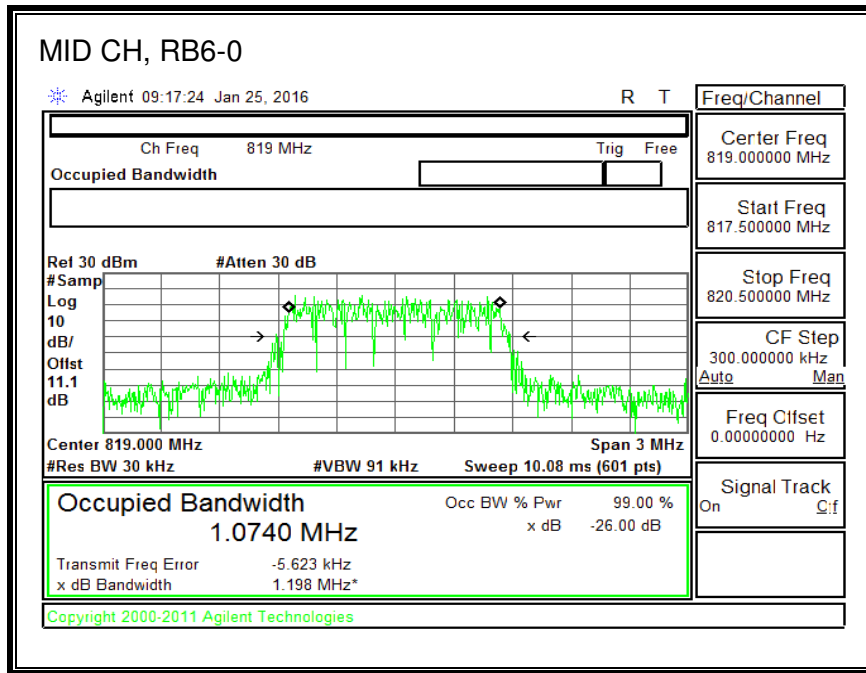 MID CH, RB6-0
Agilent 09:17:24 Jan 25, 2016 R T
Freq/Channel
Ch Freq 819 MHz Trig Free
Occupied Bandwidth
Center Freq
819.000000 MHz
Start Freq
817.500000 MHz
Stop Freq
820.500000 MHz
CF Step
300.000000 kHz
Auto Man
Freq Offset
0.00000000 Hz
Signal Track
On Off
Ref 30 dBm #Atten 30 dB
#Samp
Log
10
dB/
Offst
11.1
dB
Center 819.000 MHz Span 3 MHz
#Res BW 30 kHz #VBW 91 kHz Sweep 10.08 ms (601 pts)
Occupied Bandwidth
1.0740 MHz
Occ BW % Pwr 99.00 %
x dB -26.00 dB
Transmit Freq Error -5.623 kHz
x dB Bandwidth 1.198 MHz*
Copyright 2000-2011 Agilent Technologies